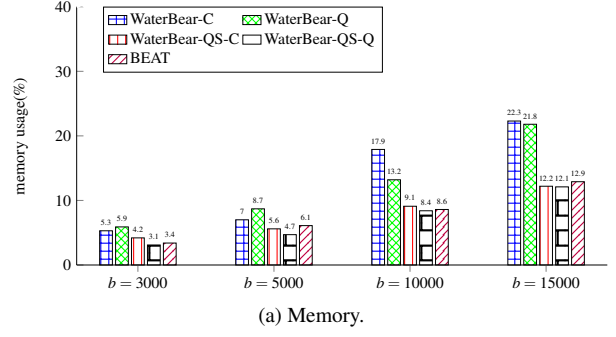 40
30
20
10
0
memory usage(%)
WaterBear-C WaterBear-Q
WaterBear-QS-C WaterBear-QS-Q
BEAT
5.3 5.9 4.2 3.1 3.4
7 8.7 5.6 4.7 6.1
17.9 13.2 9.1 8.4 8.6
22.3 21.8 12.2 12.1 12.9
b = 3000 b = 5000 b = 10000 b = 15000
(a) Memory.